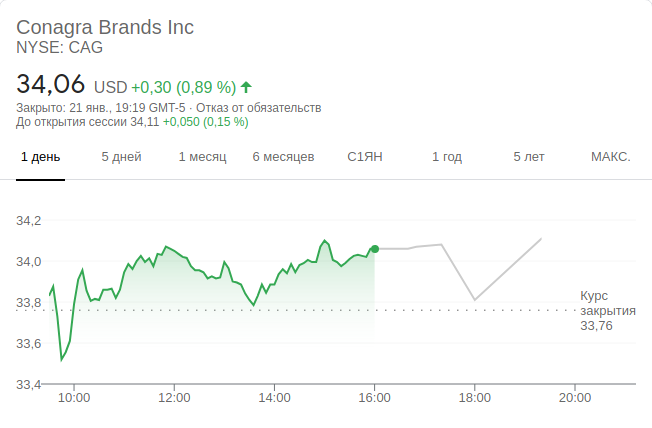 Conagra Brands Inc
NYSE: CAG
34,06 USD +0,30 (0,89 %)
Закрыто: 21 янв., 19:19 GMT-5 · Отказ от обязательств
До открытия сессии 34,11 +0,050 (0,15 %)
1 день 5 дней 1 месяц 6 месяцев С1ЯН 1 год 5 лет МАКС.
34,2
34,0
33,8
33,6
33,4
Курс
закрытия
33,76
10:00 12:00 14:00 16:00 18:00 20:00